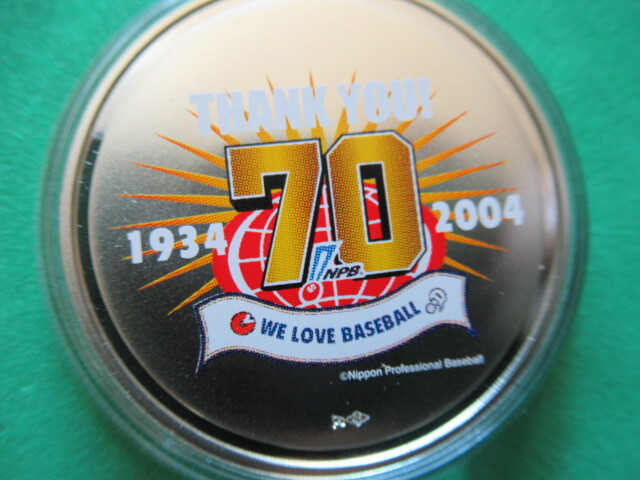 THANK YOU!
70
1934 2004
NPB
WE LOVE BASEBALL
©Nippon Professional Baseball